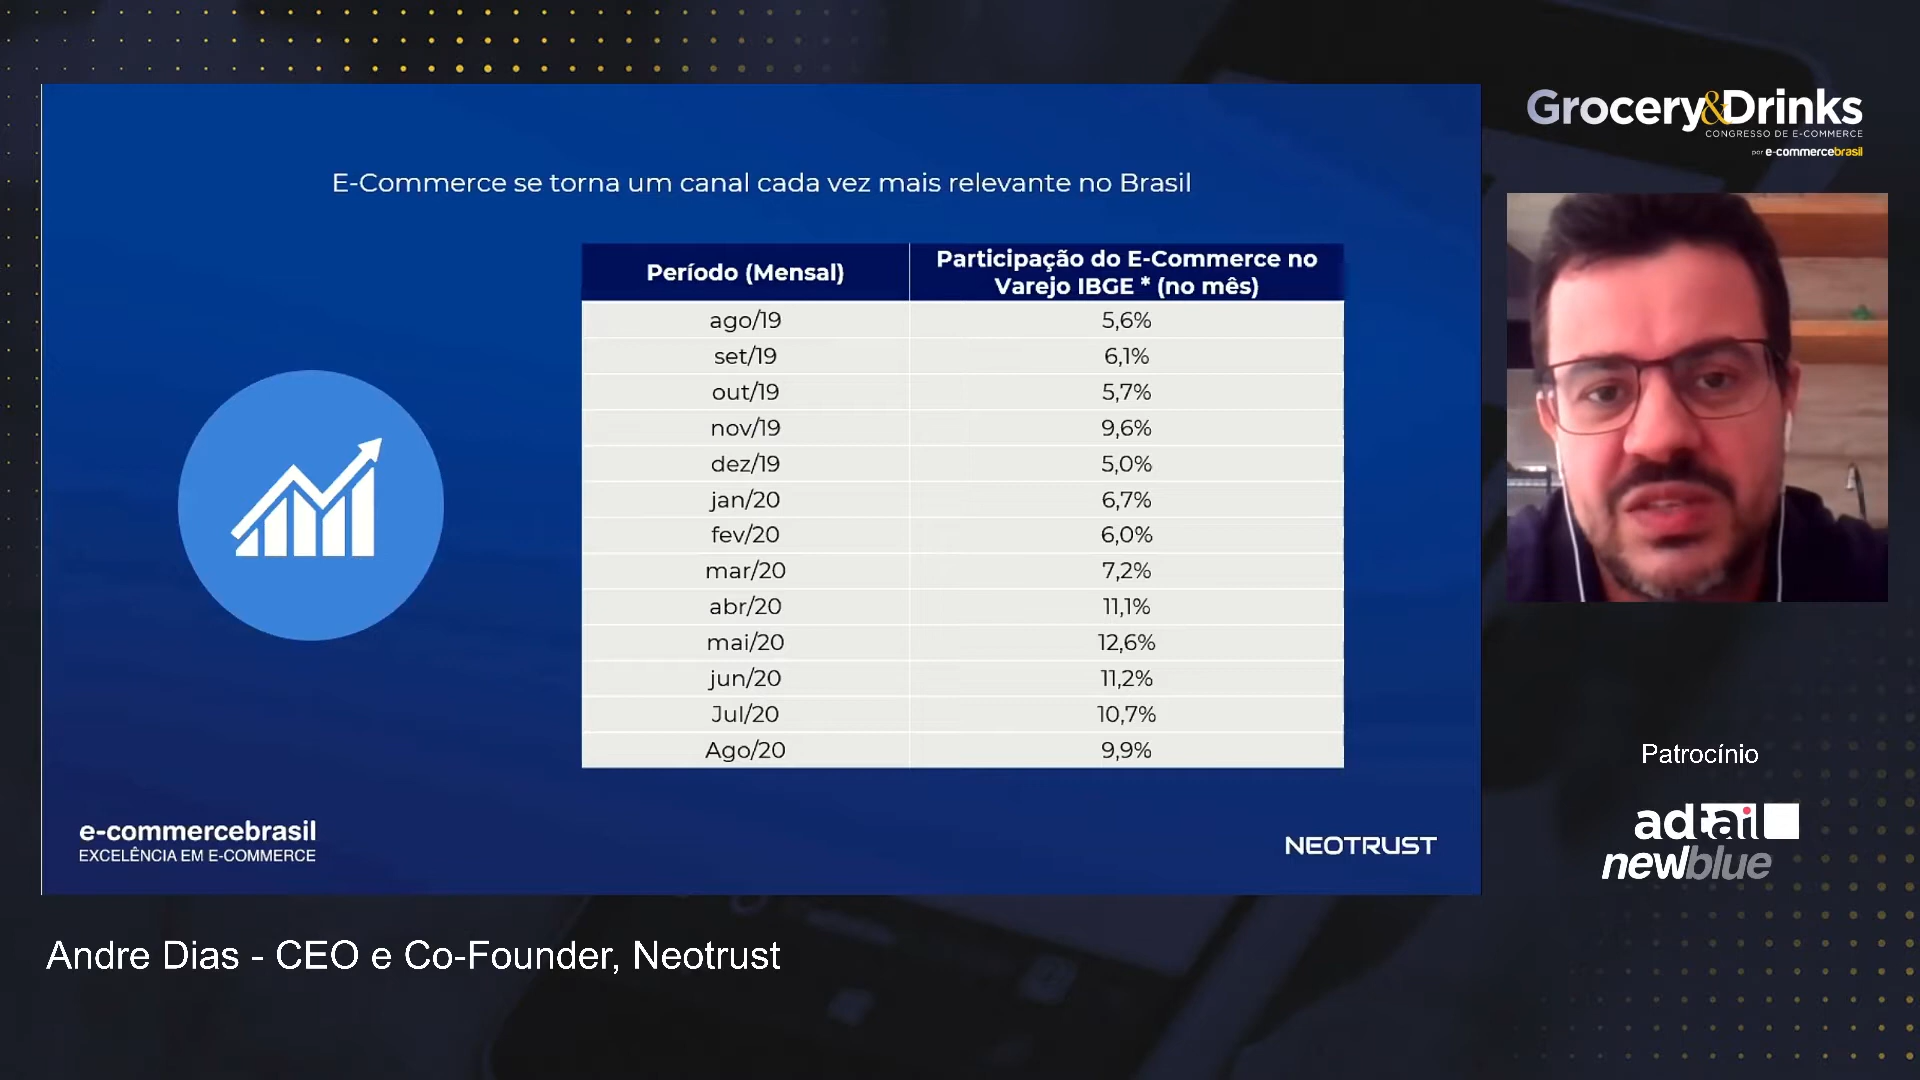 Grocery&Drinks
CONGRESSO DE E-COMMERCE
por e-commercebrasil
E-Commerce se torna um canal cada vez mais relevante no Brasil
Período (Mensal) Participação do E-Commerce no Varejo IBGE * (no mês)
ago/19 5,6%
set/19 6,1%
out/19 5,7%
nov/19 9,6%
dez/19 5,0%
jan/20 6,7%
fev/20 6,0%
mar/20 7,2%
abr/20 11,1%
mai/20 12,6%
jun/20 11,2%
Jul/20 10,7%
Ago/20 9,9%
e-commercebrasil
EXCELÊNCIA EM E-COMMERCE
NEOTRUST
Patrocínio
adtail
newblue
Andre Dias - CEO e Co-Founder, Neotrust